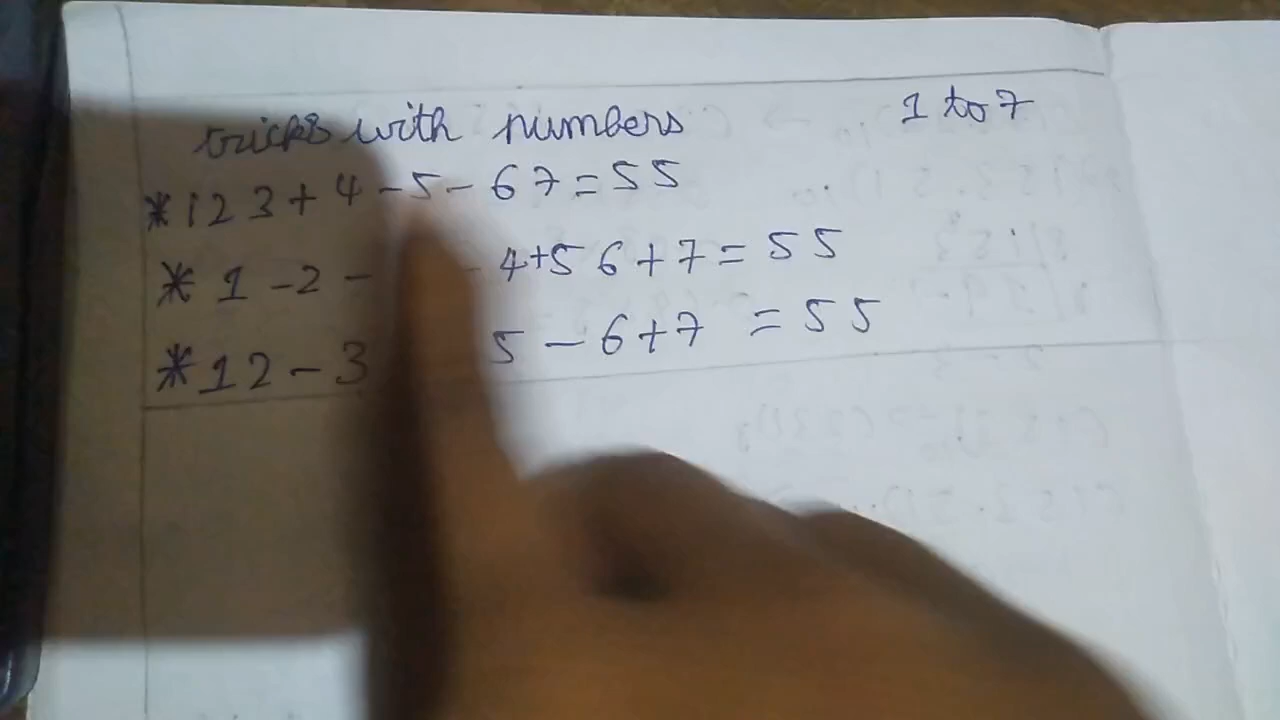 tricks with numbers 1 to 7
*123+4-5-67=55
* 1-2- - 4+56+7=55
*12-3 5-6+7 =55